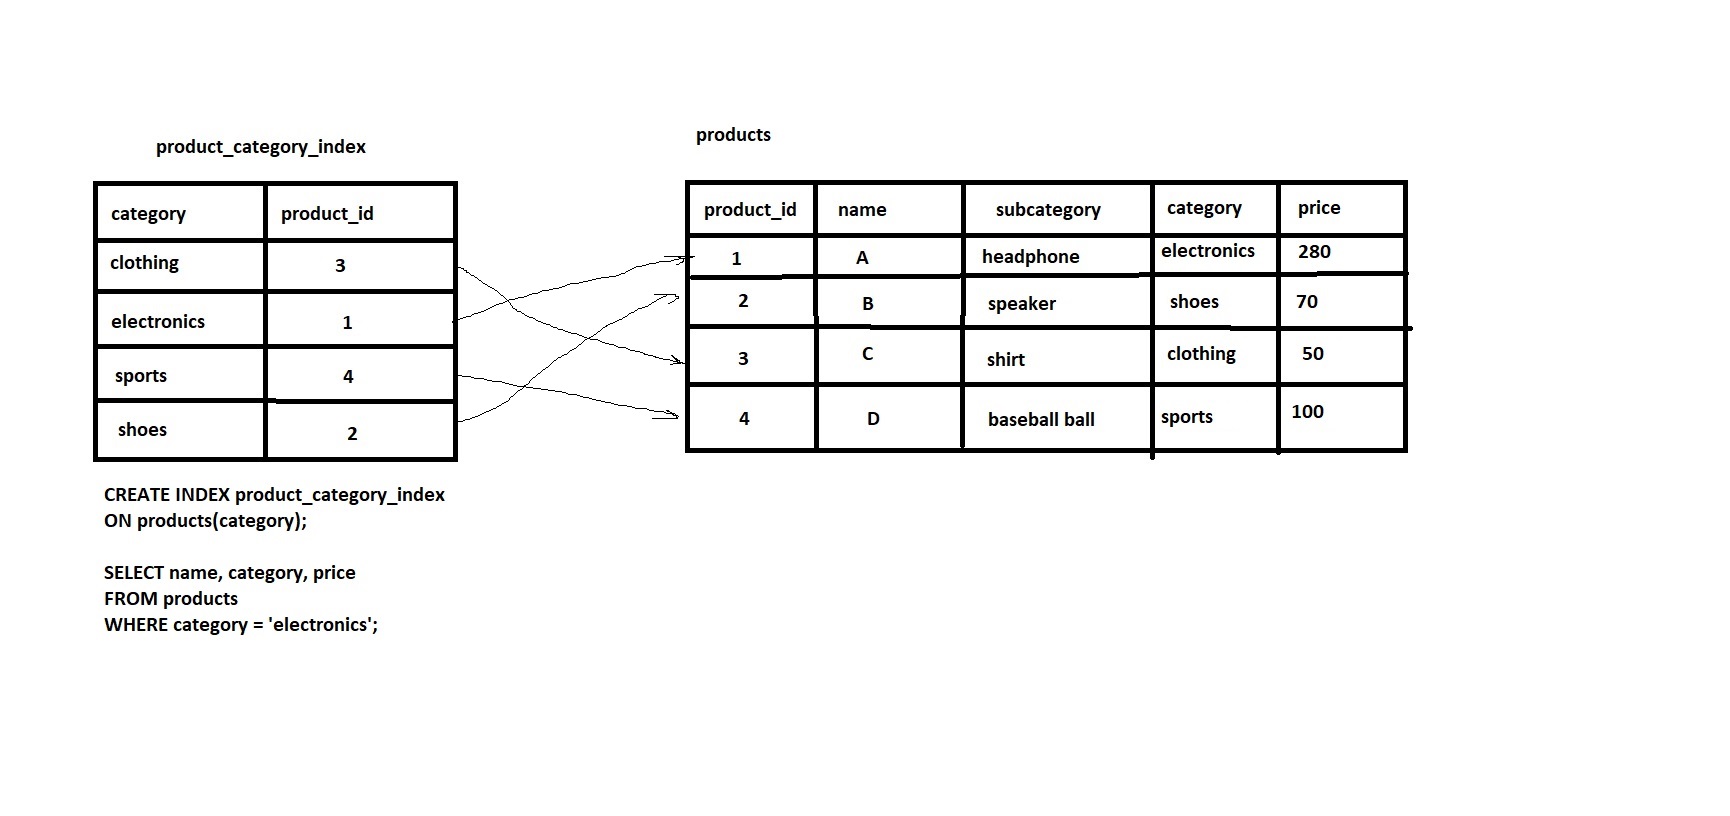 product_category_index
category product_id
clothing 3
electronics 1
sports 4
shoes 2
products
product_id name subcategory category price
1 A headphone electronics 280
2 B speaker shoes 70
3 C shirt clothing 50
4 D baseball ball sports 100
CREATE INDEX product_category_index
ON products(category);
SELECT name, category, price
FROM products
WHERE category = 'electronics';